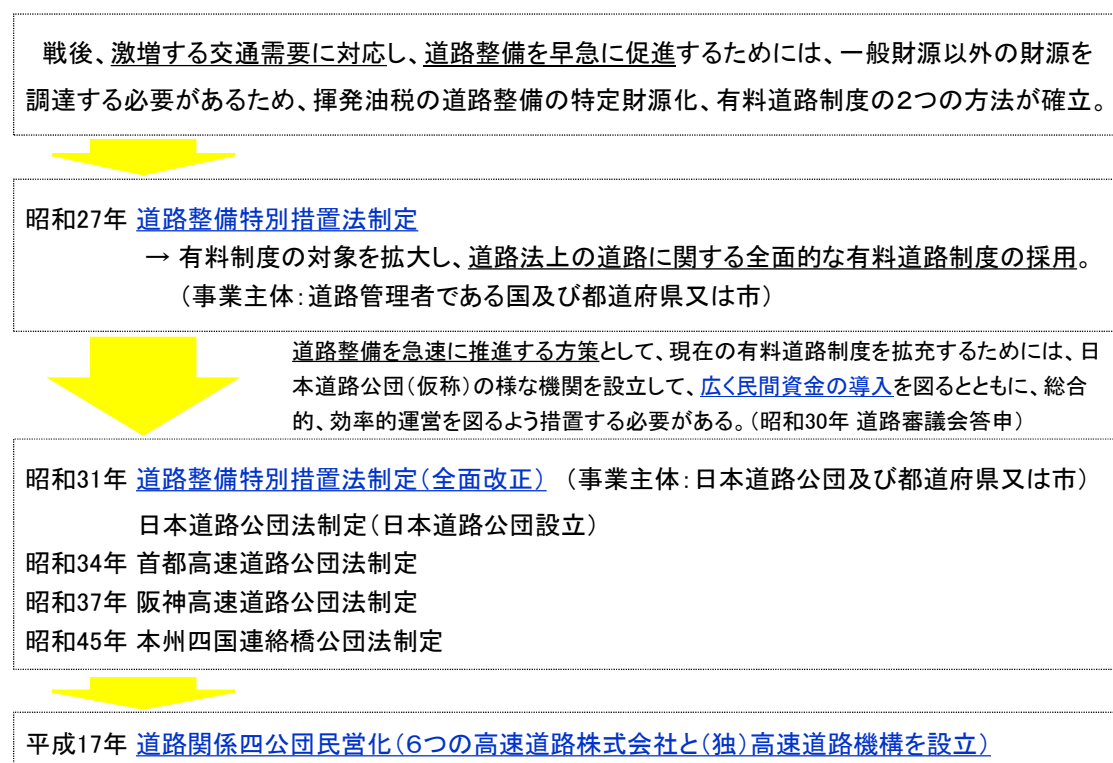 戦後、激増する交通需要に対応し、道路整備を早急に促進するためには、一般財源以外の財源を
調達する必要があるため、揮発油税の道路整備の特定財源化、有料道路制度の２つの方法が確立。
昭和27年 道路整備特別措置法制定
→ 有料制度の対象を拡大し、道路法上の道路に関する全面的な有料道路制度の採用。
（事業主体：道路管理者である国及び都道府県又は市）
道路整備を急速に推進する方策として、現在の有料道路制度を拡充するためには、日
本道路公団（仮称）の様な機関を設立して、広く民間資金の導入を図るとともに、総合
的、効率的運営を図るよう措置する必要がある。（昭和30年 道路審議会答申）
昭和31年 道路整備特別措置法制定（全面改正） （事業主体：日本道路公団及び都道府県又は市）
日本道路公団法制定（日本道路公団設立）
昭和34年 首都高速道路公団法制定
昭和37年 阪神高速道路公団法制定
昭和45年 本州四国連絡橋公団法制定
平成17年 道路関係四公団民営化（６つの高速道路株式会社と（独）高速道路機構を設立）